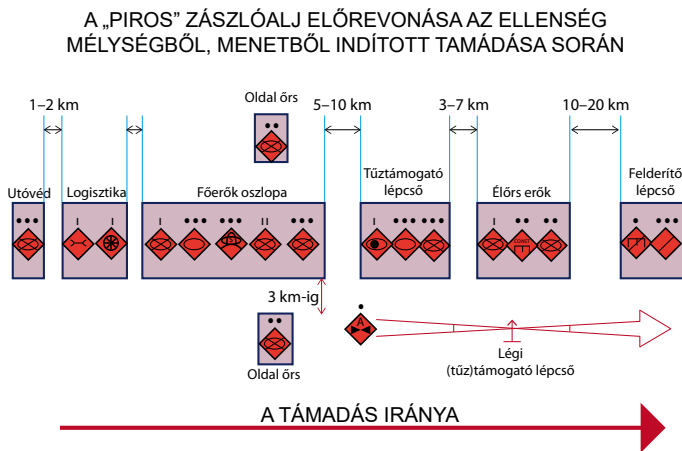 A „PIROS” ZÁSZLÓALJ ELŐREVONÁSA AZ ELLENSÉG
MÉLYSÉGBŐL, MENETBŐL INDÍTOTT TÁMADÁSA SORÁN
Oldal őrs
1–2 km
5–10 km
3–7 km
10–20 km
Utóvéd
Logisztika
Főerők oszlopa
Tűztámogató
lépcső
Élőrs erők
Felderítő
lépcső
3 km-ig
A
Oldal őrs
Légi
(tűz)támogató lépcső
A TÁMADÁS IRÁNYA